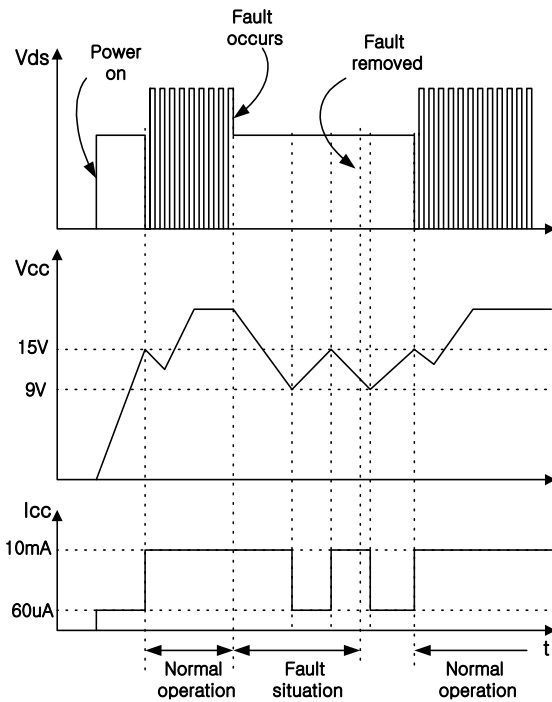 Fault
occurs
Power
on
Fault
removed
Vds
Vcc
15V
9V
Icc
10mA
60uA
t
Normal
operation
Fault
situation
Normal
operation